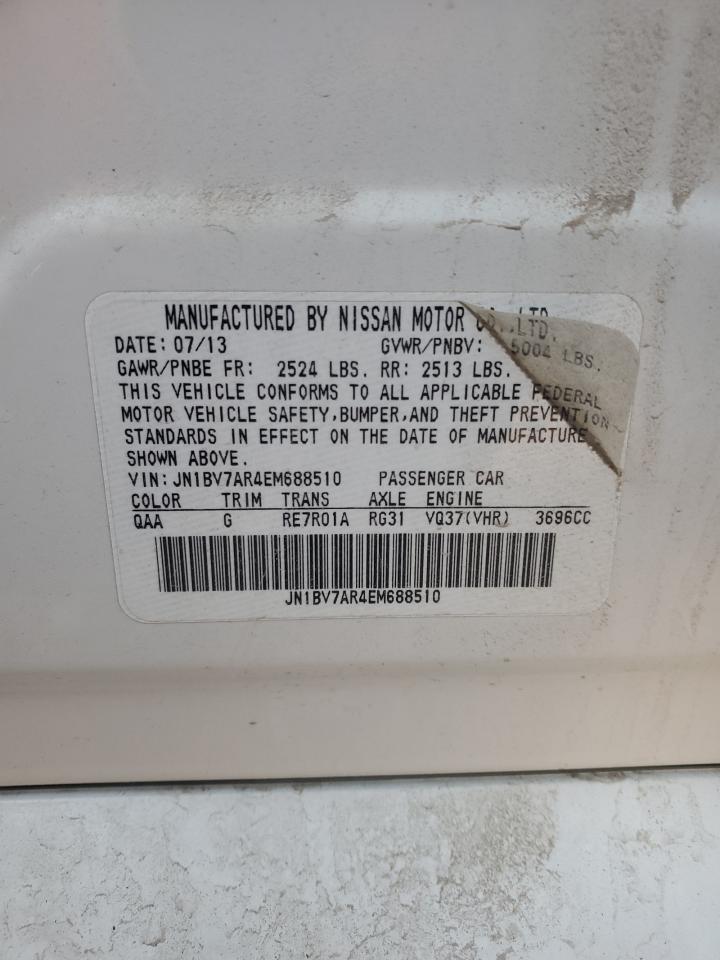 MANUFACTURED BY NISSAN MOTOR CO.,LTD.
DATE: 07/13 GVWR/PNBV: 5004 LBS.
GAWR/PNBE FR: 2524 LBS. RR: 2513 LBS.
THIS VEHICLE CONFORMS TO ALL APPLICABLE FEDERAL
MOTOR VEHICLE SAFETY,BUMPER,AND THEFT PREVENTION
STANDARDS IN EFFECT ON THE DATE OF MANUFACTURE
SHOWN ABOVE.
VIN: JN1BV7AR4EM688510 PASSENGER CAR
COLOR TRIM TRANS AXLE ENGINE
QAA G RE7R01A RG31 VQ37(VHR) 3696CC
JN1BV7AR4EM688510